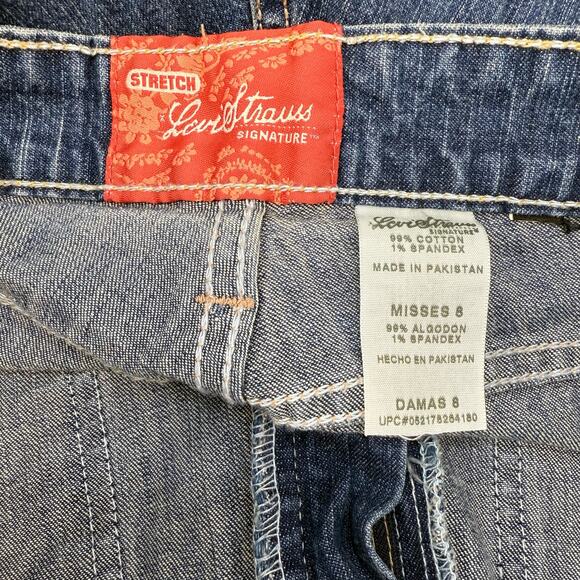 STRETCH
Levi Strauss
SIGNATURE™
Levi Strauss
SIGNATURE
99% COTTON
1% SPANDEX
MADE IN PAKISTAN
MISSES 8
99% ALGODON
1% SPANDEX
HECHO EN PAKISTAN
DAMAS 8
UPC#052178264180